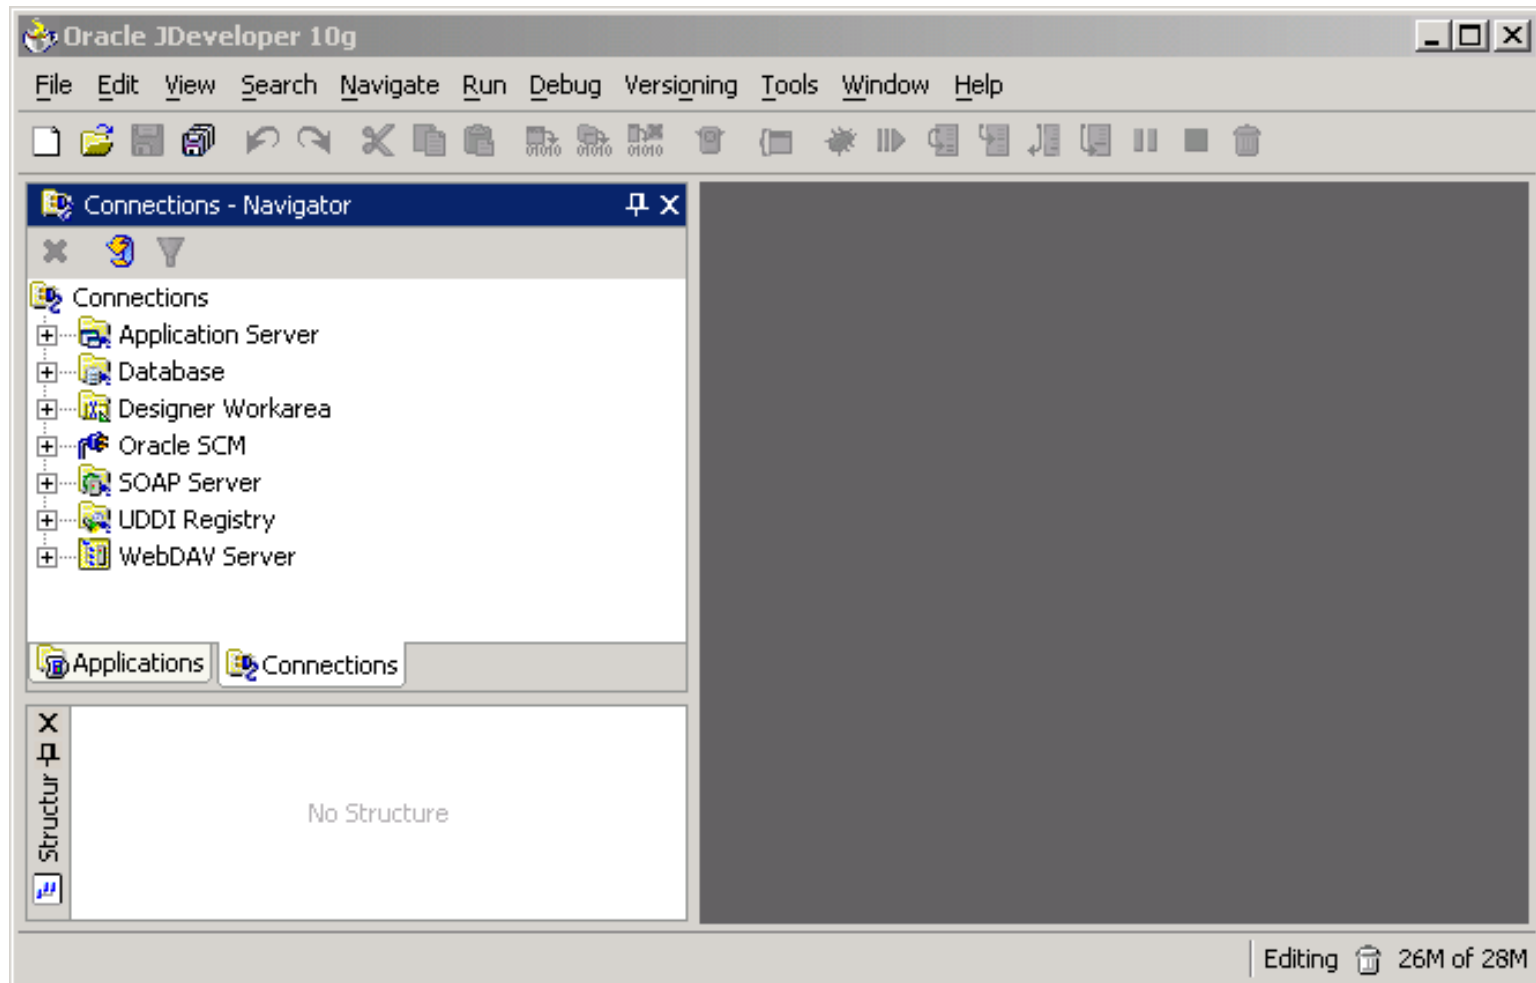 Oracle JDeveloper 10g
File Edit View Search Navigate Run Debug Versioning Tools Window Help
Connections - Navigator
Connections
Application Server
Database
Designer Workarea
Oracle SCM
SOAP Server
UDDI Registry
WebDAV Server
Applications Connections
Structur
No Structure
Editing 26M of 28M